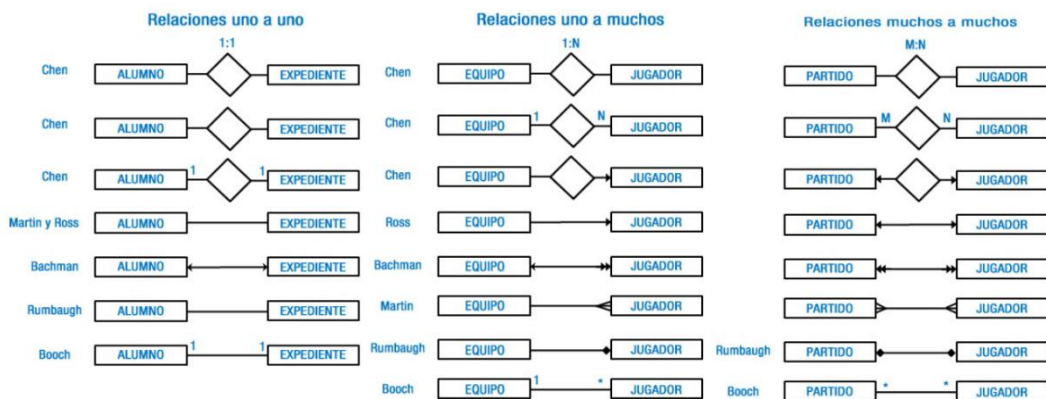 Relaciones uno a uno
1:1
Chen ALUMNO EXPEDIENTE
Chen ALUMNO EXPEDIENTE
Chen ALUMNO 1 1 EXPEDIENTE
Martin y Ross ALUMNO EXPEDIENTE
Bachman ALUMNO EXPEDIENTE
Rumbaugh ALUMNO EXPEDIENTE
Booch ALUMNO 1 1 EXPEDIENTE
Relaciones uno a muchos
1:N
Chen EQUIPO JUGADOR
Chen EQUIPO 1 N JUGADOR
Chen EQUIPO JUGADOR
Ross EQUIPO JUGADOR
Bachman EQUIPO JUGADOR
Martin EQUIPO JUGADOR
Rumbaugh EQUIPO JUGADOR
Booch EQUIPO 1 * JUGADOR
Relaciones muchos a muchos
M:N
PARTIDO JUGADOR
PARTIDO M N JUGADOR
PARTIDO JUGADOR
PARTIDO JUGADOR
PARTIDO JUGADOR
PARTIDO JUGADOR
Rumbaugh PARTIDO JUGADOR
Booch PARTIDO * * JUGADOR